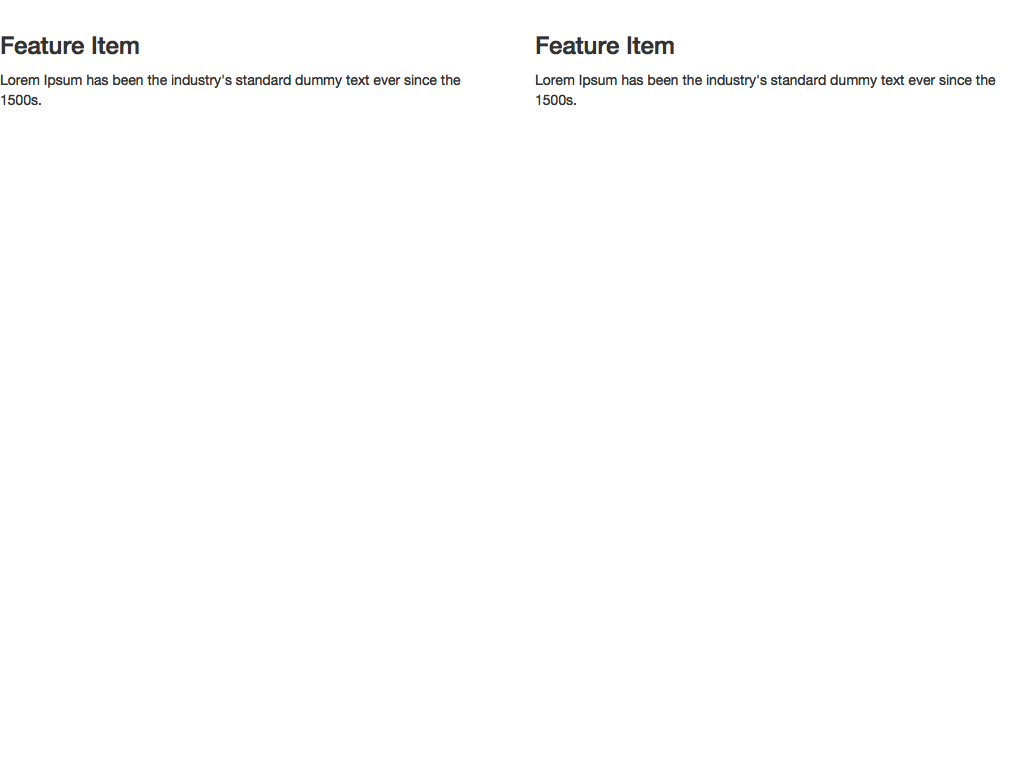 Feature Item
Lorem Ipsum has been the industry's standard dummy text ever since the
1500s.
Feature Item
Lorem Ipsum has been the industry's standard dummy text ever since the
1500s.